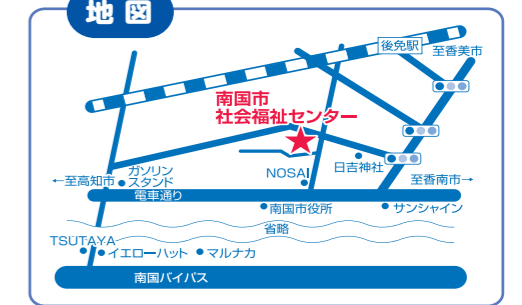 地図
後免駅
至香美市
南国市
社会福祉センター
NOSAI
日吉神社
ガソリン
スタンド
←至高知市
至香南市→
電車通り
南国市役所
サンシャイン
省略
TSUTAYA
イエローハット
マルナカ
南国バイパス